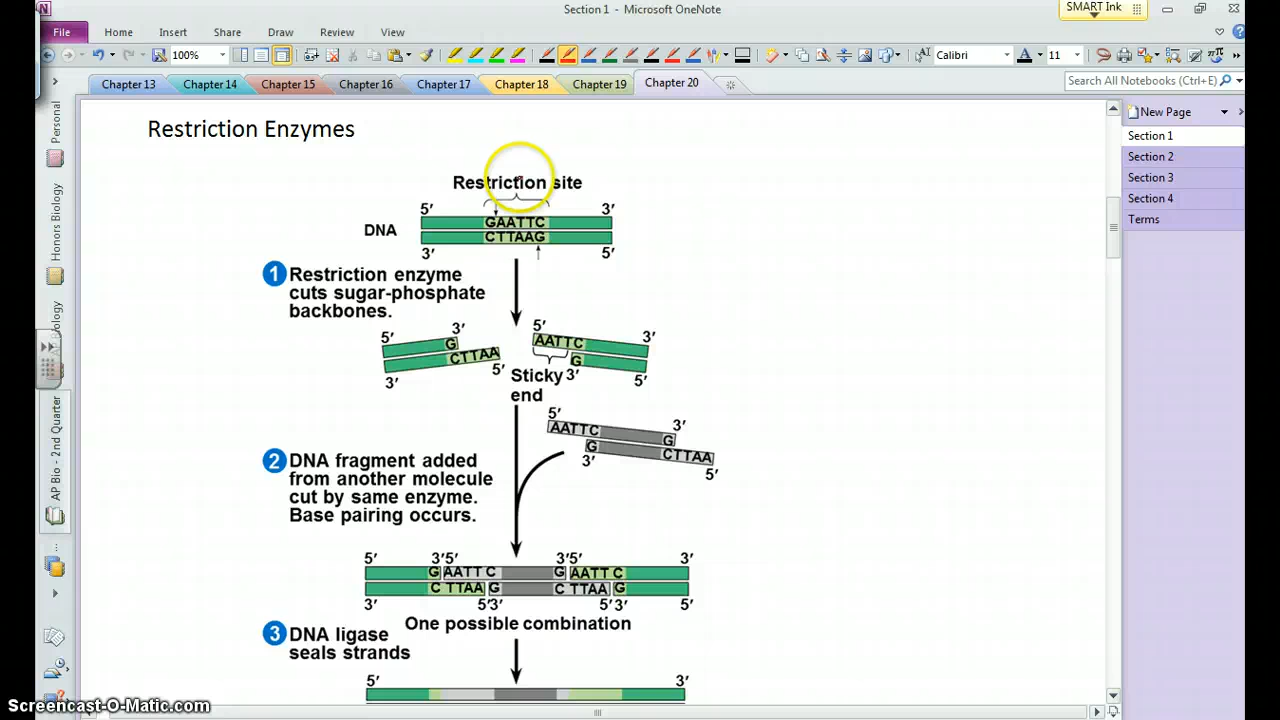 Section 1 - Microsoft OneNote
SMART Ink
File Home Insert Share Draw Review View
100% Calibri 11
Chapter 13 Chapter 14 Chapter 15 Chapter 16 Chapter 17 Chapter 18 Chapter 19 Chapter 20
Search All Notebooks (Ctrl+E)
New Page
Section 1
Section 2
Section 3
Section 4
Terms
Personal
Honors Biology
AP Bio - 2nd Quarter
Restriction Enzymes
Restriction site
5′ 3′
DNA
GAATTC
CTTAAG
3′ 5′
1 Restriction enzyme
cuts sugar-phosphate
backbones.
5′ 3′ 5′ 3′
G AATTC
CTTAA G
3′ 5′ 3′ 5′
Sticky
end
5′ 3′
AATTC G
G CTTAA
3′ 5′
2 DNA fragment added
from another molecule
cut by same enzyme.
Base pairing occurs.
5′ 3′5′ 3′5′ 3′
G AATT C G AATT C
C TTAA G C TTAA G
3′ 5′3′ 5′3′ 5′
One possible combination
3 DNA ligase
seals strands
5′ 3′
Screencast-O-Matic.com